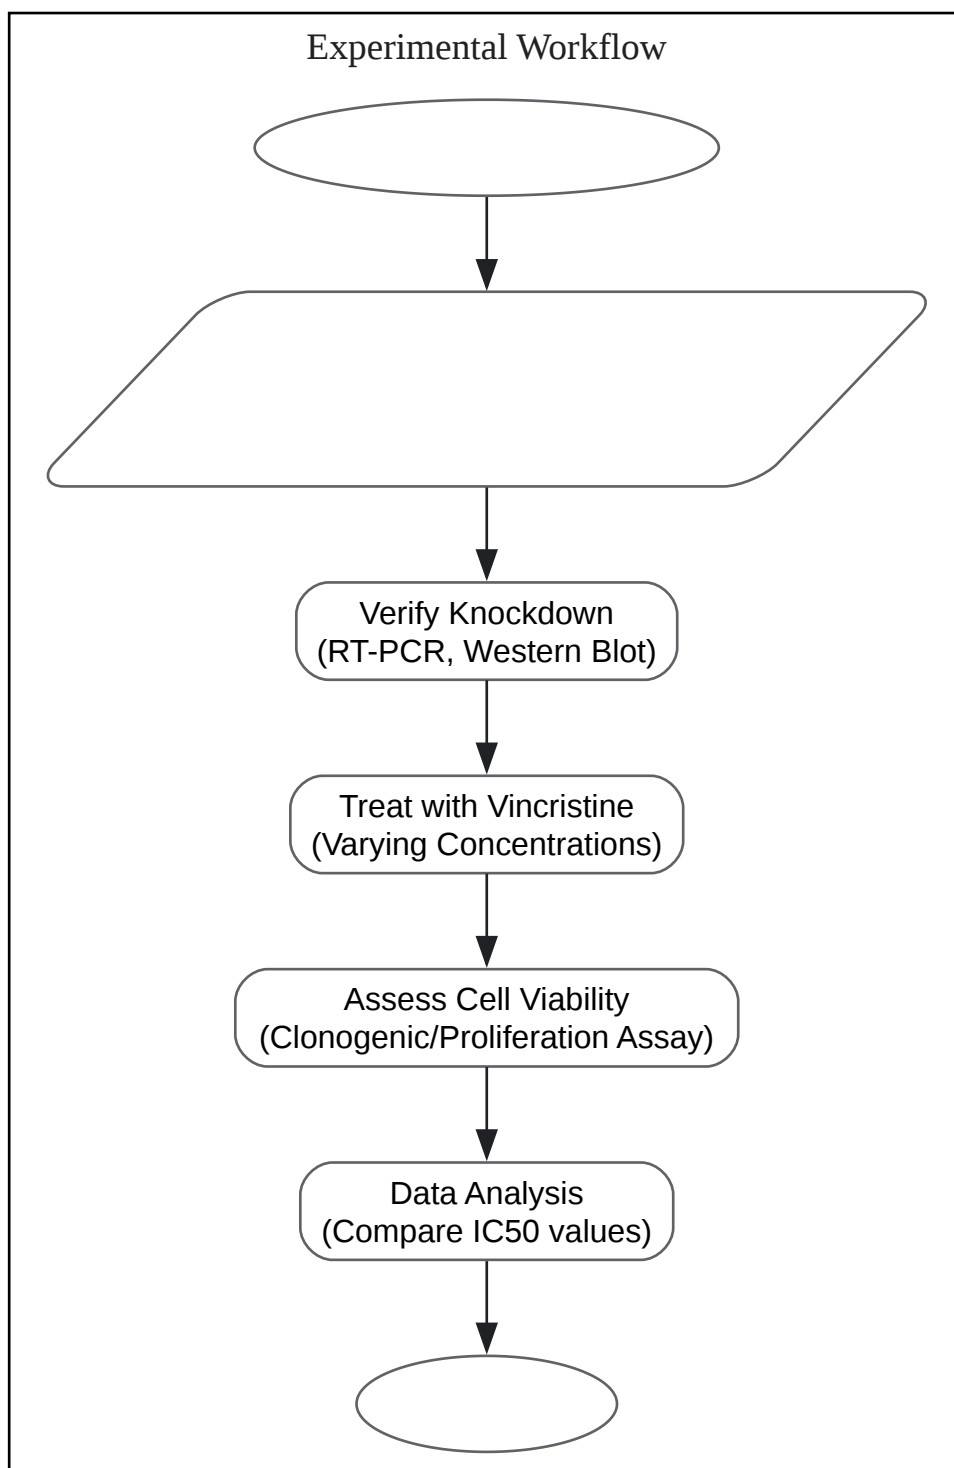 Experimental Workflow
Verify Knockdown
(RT-PCR, Western Blot)
Treat with Vincristine
(Varying Concentrations)
Assess Cell Viability
(Clonogenic/Proliferation Assay)
Data Analysis
(Compare IC50 values)